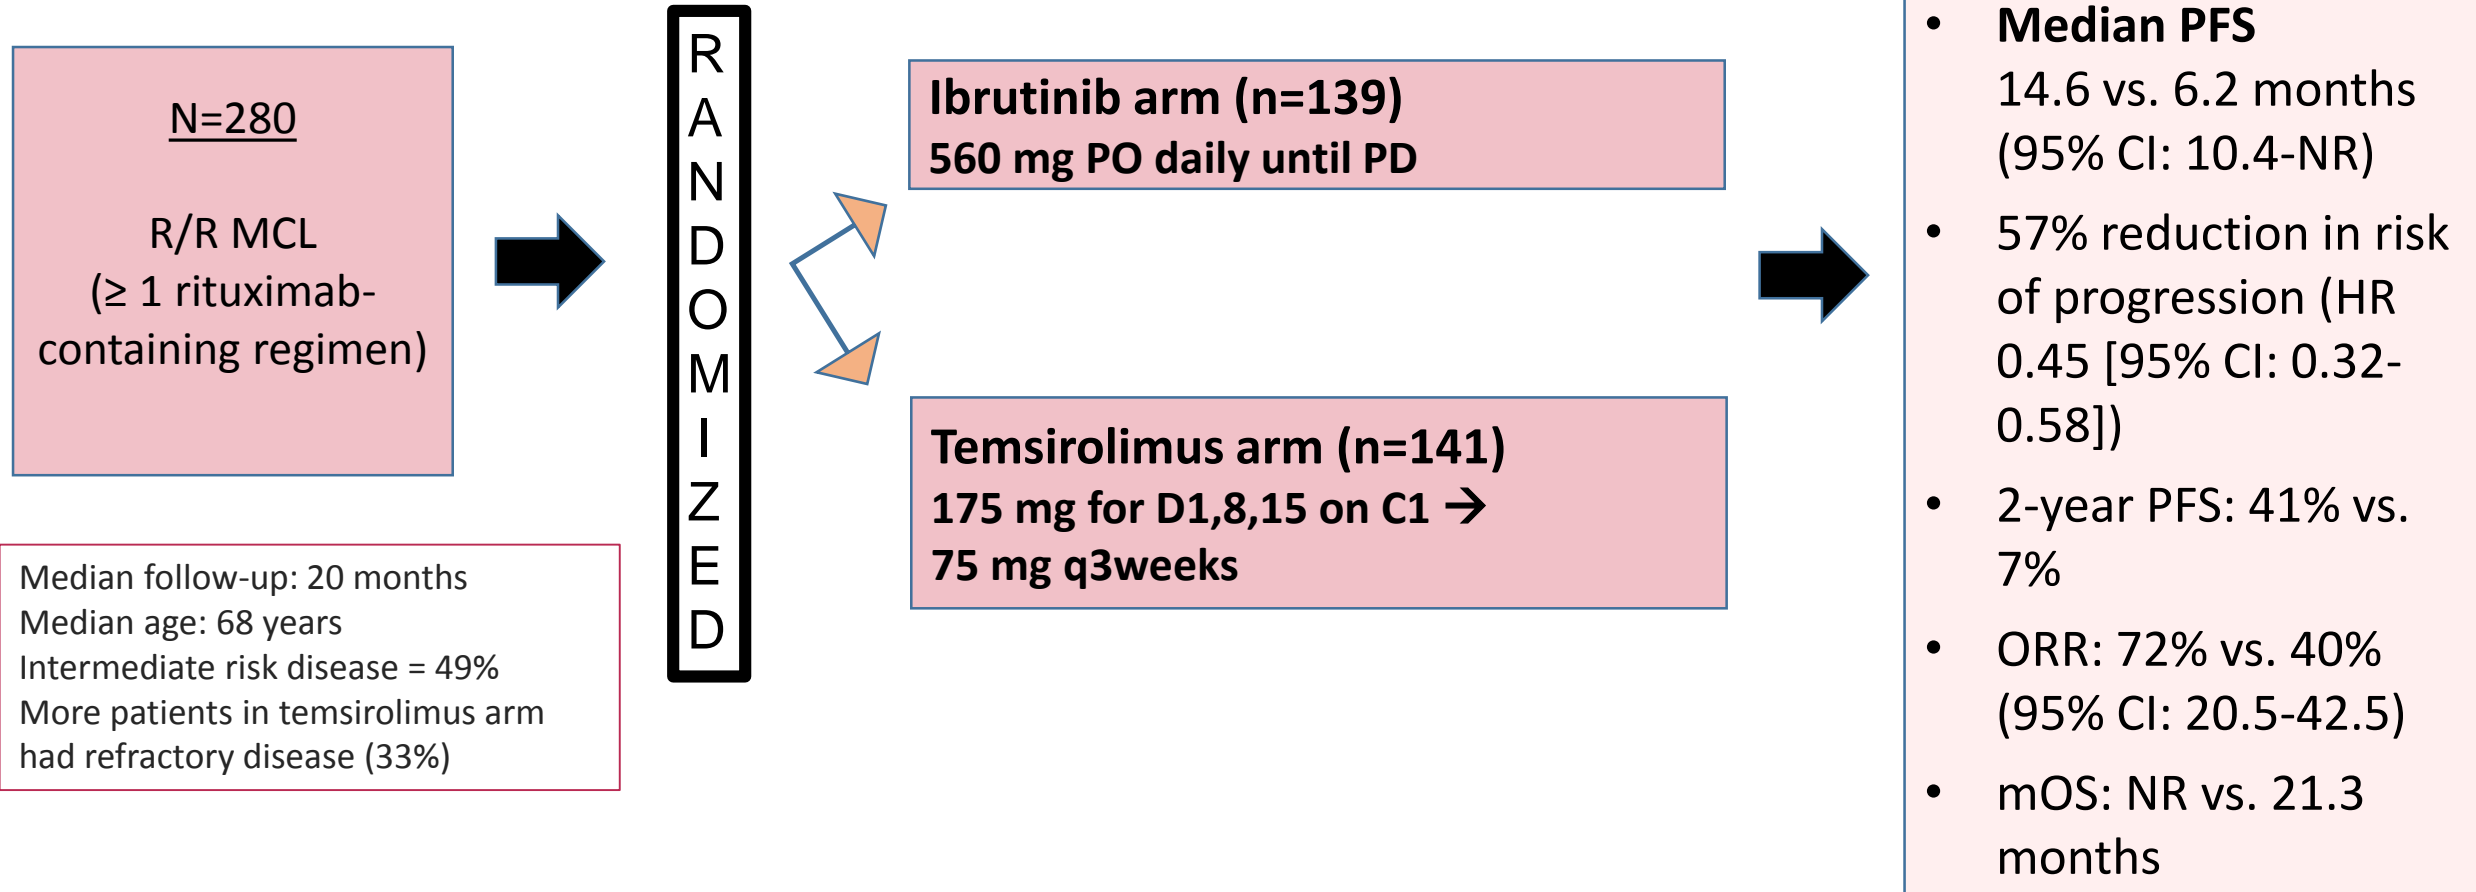 N=280
R/R MCL
(≥ 1 rituximab-
containing regimen)
Median follow-up: 20 months
Median age: 68 years
Intermediate risk disease = 49%
More patients in temsirolimus arm
had refractory disease (33%)
R
A
N
D
O
M
I
Z
E
D
Ibrutinib arm (n=139)
560 mg PO daily until PD
Temsirolimus arm (n=141)
175 mg for D1,8,15 on C1 →
75 mg q3weeks
• Median PFS
14.6 vs. 6.2 months
(95% CI: 10.4-NR)
• 57% reduction in risk
of progression (HR
0.45 [95% CI: 0.32-
0.58])
• 2-year PFS: 41% vs.
7%
• ORR: 72% vs. 40%
(95% CI: 20.5-42.5)
• mOS: NR vs. 21.3
months